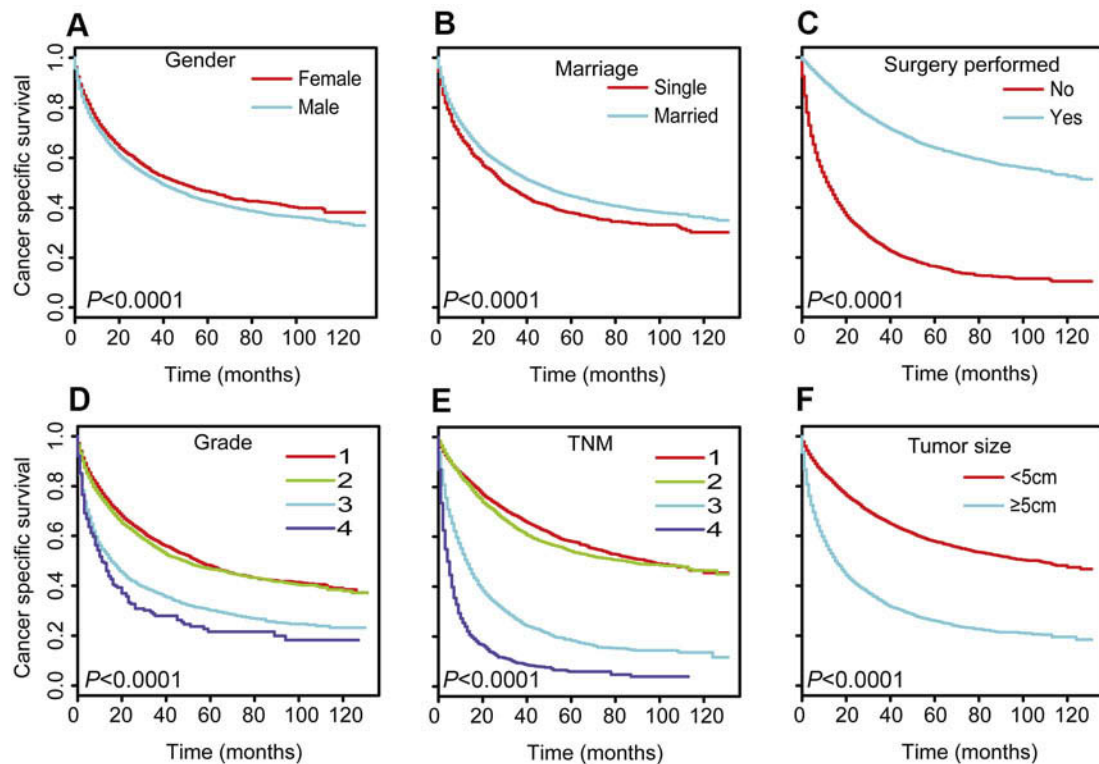 A
Gender
Female
Male
Cancer specific survival
1.0
0.8
0.6
0.4
0.2
0.0
P<0.0001
0 20 40 60 80 100 120
Time (months)
B
Marriage
Single
Married
P<0.0001
0 20 40 60 80 100 120
Time (months)
C
Surgery performed
No
Yes
P<0.0001
0 20 40 60 80 100 120
Time (months)
D
Grade
1
2
3
4
Cancer specific survival
1.0
0.8
0.6
0.4
0.2
0.0
P<0.0001
0 20 40 60 80 100 120
Time (months)
E
TNM
1
2
3
4
P<0.0001
0 20 40 60 80 100 120
Time (months)
F
Tumor size
<5cm
≥5cm
P<0.0001
0 20 40 60 80 100 120
Time (months)